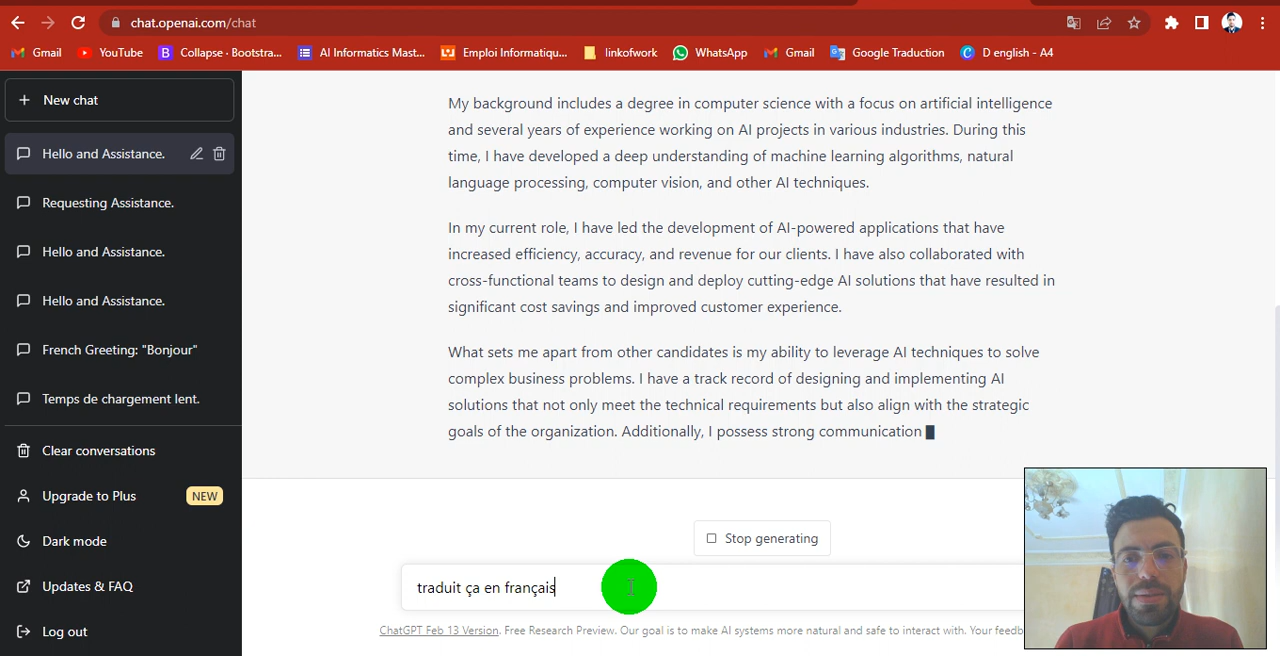 chat.openai.com/chat
Gmail YouTube Collapse · Bootstra... AI Informatics Mast... Emploi Informatiqu... linkofwork WhatsApp Gmail Google Traduction D english - A4
New chat
Hello and Assistance.
Requesting Assistance.
Hello and Assistance.
Hello and Assistance.
French Greeting: "Bonjour"
Temps de chargement lent.
Clear conversations
Upgrade to Plus NEW
Dark mode
Updates & FAQ
Log out
My background includes a degree in computer science with a focus on artificial intelligence
and several years of experience working on AI projects in various industries. During this
time, I have developed a deep understanding of machine learning algorithms, natural
language processing, computer vision, and other AI techniques.
In my current role, I have led the development of AI-powered applications that have
increased efficiency, accuracy, and revenue for our clients. I have also collaborated with
cross-functional teams to design and deploy cutting-edge AI solutions that have resulted in
significant cost savings and improved customer experience.
What sets me apart from other candidates is my ability to leverage AI techniques to solve
complex business problems. I have a track record of designing and implementing AI
solutions that not only meet the technical requirements but also align with the strategic
goals of the organization. Additionally, I possess strong communication
Stop generating
traduit ça en français
ChatGPT Feb 13 Version. Free Research Preview. Our goal is to make AI systems more natural and safe to interact with. Your feedb